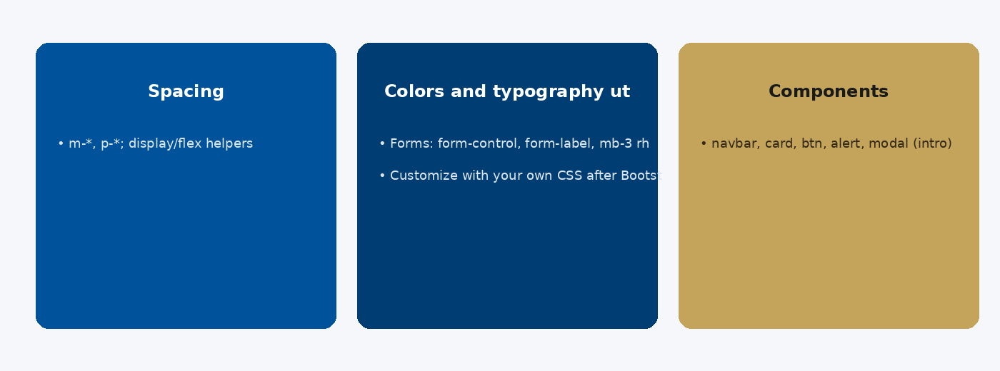 Spacing
• m-*, p-*; display/flex helpers
Colors and typography ut
• Forms: form-control, form-label, mb-3 rh
• Customize with your own CSS after Bootst
Components
• navbar, card, btn, alert, modal (intro)